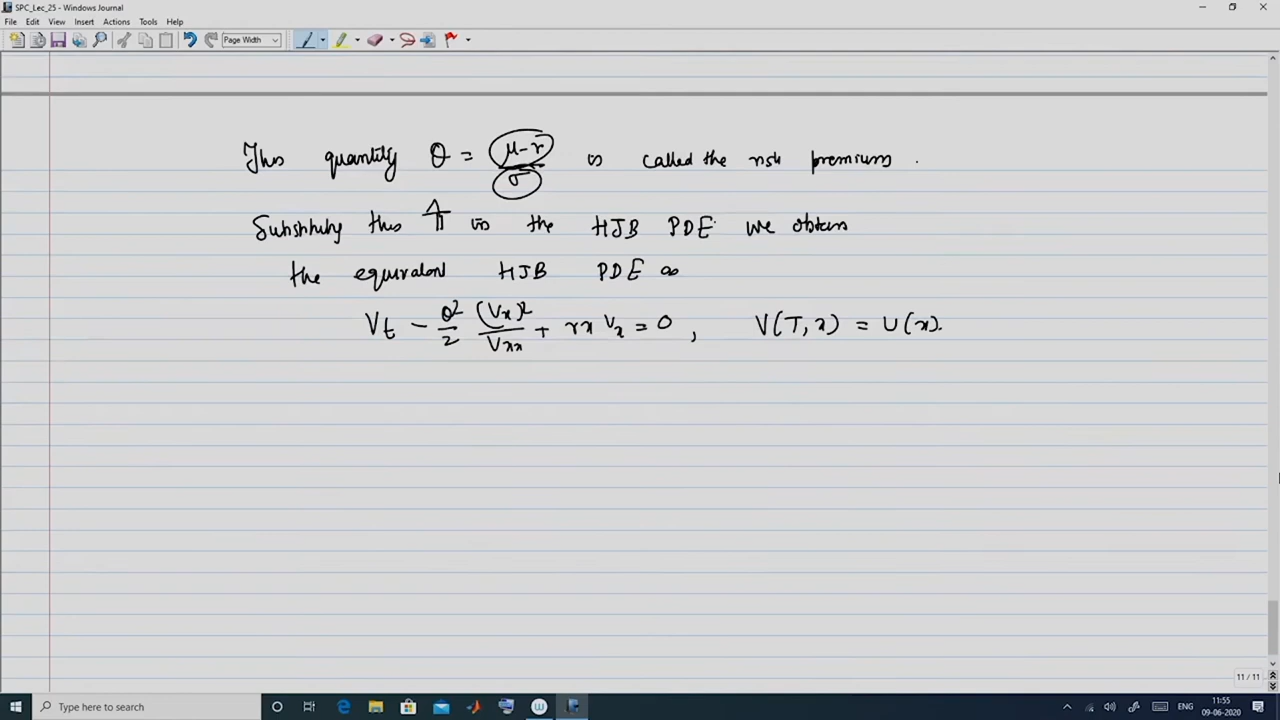 SPC_Lec_25 - Windows Journal
File Edit View Insert Actions Tools Help
Page Width
This quantity θ = (μ-r)/σ is called the risk premium.
Substituting this π̂ in the HJB PDE we obtain
the equivalent HJB PDE as
V_t - θ²/2 (V_x)²/V_xx + rx V_x = 0, V(T, x) = U(x).
11 / 11
Type here to search
ENG
11:55
09-06-2020